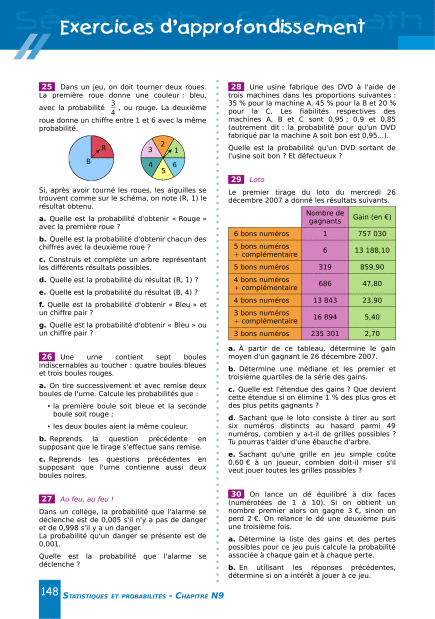 Exercices d'approfondissement
25 Dans un jeu, on doit tourner deux roues.
La première roue donne une couleur : bleu,
avec la probabilité 3/4, ou rouge. La deuxième
roue donne un chiffre entre 1 et 6 avec la même
probabilité.
R
B
2
3
1
4
6
5
Si, après avoir tourné les roues, les aiguilles se
trouvent comme sur le schéma, on note (R, 1) le
résultat obtenu.
a. Quelle est la probabilité d'obtenir « Rouge »
avec la première roue ?
b. Quelle est la probabilité d'obtenir chacun des
chiffres avec la deuxième roue ?
c. Construis et complète un arbre représentant
les différents résultats possibles.
d. Quelle est la probabilité du résultat (R, 1) ?
e. Quelle est la probabilité du résultat (B, 4) ?
f. Quelle est la probabilité d'obtenir « Bleu » et
un chiffre pair ?
g. Quelle est la probabilité d'obtenir « Bleu » ou
un chiffre pair ?
26 Une urne contient sept boules
indiscernables au toucher : quatre boules bleues
et trois boules rouges.
a. On tire successivement et avec remise deux
boules de l'urne. Calcule les probabilités que :
• la première boule soit bleue et la seconde
boule soit rouge ;
• les deux boules aient la même couleur.
b. Reprends la question précédente en
supposant que le tirage s'effectue sans remise.
c. Reprends les questions précédentes en
supposant que l'urne contienne aussi deux
boules noires.
27 Au feu, au feu !
Dans un collège, la probabilité que l'alarme se
déclenche est de 0,005 s'il n'y a pas de danger
et de 0,998 s'il y a un danger.
La probabilité qu'un danger se présente est de
0,001.
Quelle est la probabilité que l'alarme se
déclenche ?
28 Une usine fabrique des DVD à l'aide de
trois machines dans les proportions suivantes :
35 % pour la machine A, 45 % pour la B et 20 %
pour la C. Les fiabilités respectives des
machines A, B et C sont 0,95 ; 0,9 et 0,85
(autrement dit : la probabilité pour qu'un DVD
fabriqué par la machine A soit bon est 0,95...).
Quelle est la probabilité qu'un DVD sortant de
l'usine soit bon ? Et défectueux ?
29 Loto
Le premier tirage du loto du mercredi 26
décembre 2007 a donné les résultats suivants.
Nombre de
gagnants
Gain (en €)
6 bons numéros 1 757 030
5 bons numéros
+ complémentaire 6 13 188,10
5 bons numéros 319 859,90
4 bons numéros
+ complémentaire 686 47,80
4 bons numéros 13 843 23,90
3 bons numéros
+ complémentaire 16 894 5,40
3 bons numéros 235 301 2,70
a. À partir de ce tableau, détermine le gain
moyen d'un gagnant le 26 décembre 2007.
b. Détermine une médiane et les premier et
troisième quartiles de la série des gains.
c. Quelle est l'étendue des gains ? Que devient
cette étendue si on élimine 1 % des plus gros et
des plus petits gagnants ?
d. Sachant que le loto consiste à tirer au sort
six numéros distincts au hasard parmi 49
numéros, combien y a-t-il de grilles possibles ?
Tu pourras t'aider d'une ébauche d'arbre.
e. Sachant qu'une grille en jeu simple coûte
0,60 € à un joueur, combien doit-il miser s'il
veut jouer toutes les grilles possibles ?
30 On lance un dé équilibré à dix faces
(numérotées de 1 à 10). Si on obtient un
nombre premier alors on gagne 3 €, sinon on
perd 2 €. On relance le dé une deuxième puis
une troisième fois.
a. Détermine la liste des gains et des pertes
possibles pour ce jeu puis calcule la probabilité
associée à chaque gain et à chaque perte.
b. En utilisant les réponses précédentes,
détermine si on a intérêt à jouer à ce jeu.
148 STATISTIQUES ET PROBABILITÉS - CHAPITRE N9